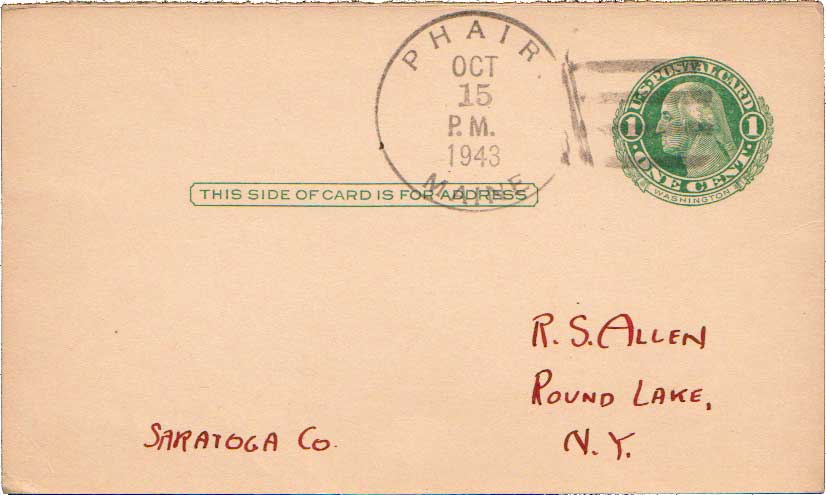 PHAIR
OCT
15
P.M.
1943
MAINE
U.S. POSTAL CARD
1 1
ONE CENT
WASHINGTON
THIS SIDE OF CARD IS FOR ADDRESS
R. S. ALLEN
ROUND LAKE,
N.Y.
SARATOGA CO.